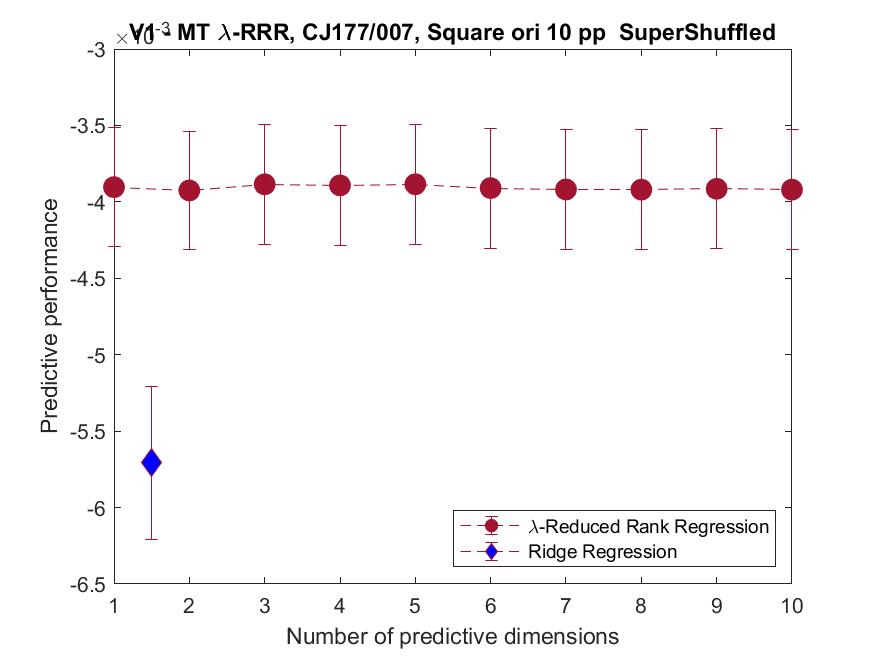 ×10-3
V1 - MT λ-RRR, CJ177/007, Square ori 10 pp  SuperShuffled
-3
-3.5
-4
-4.5
-5
-5.5
-6
-6.5
Predictive performance
λ-Reduced Rank Regression
Ridge Regression
1 2 3 4 5 6 7 8 9 10
Number of predictive dimensions